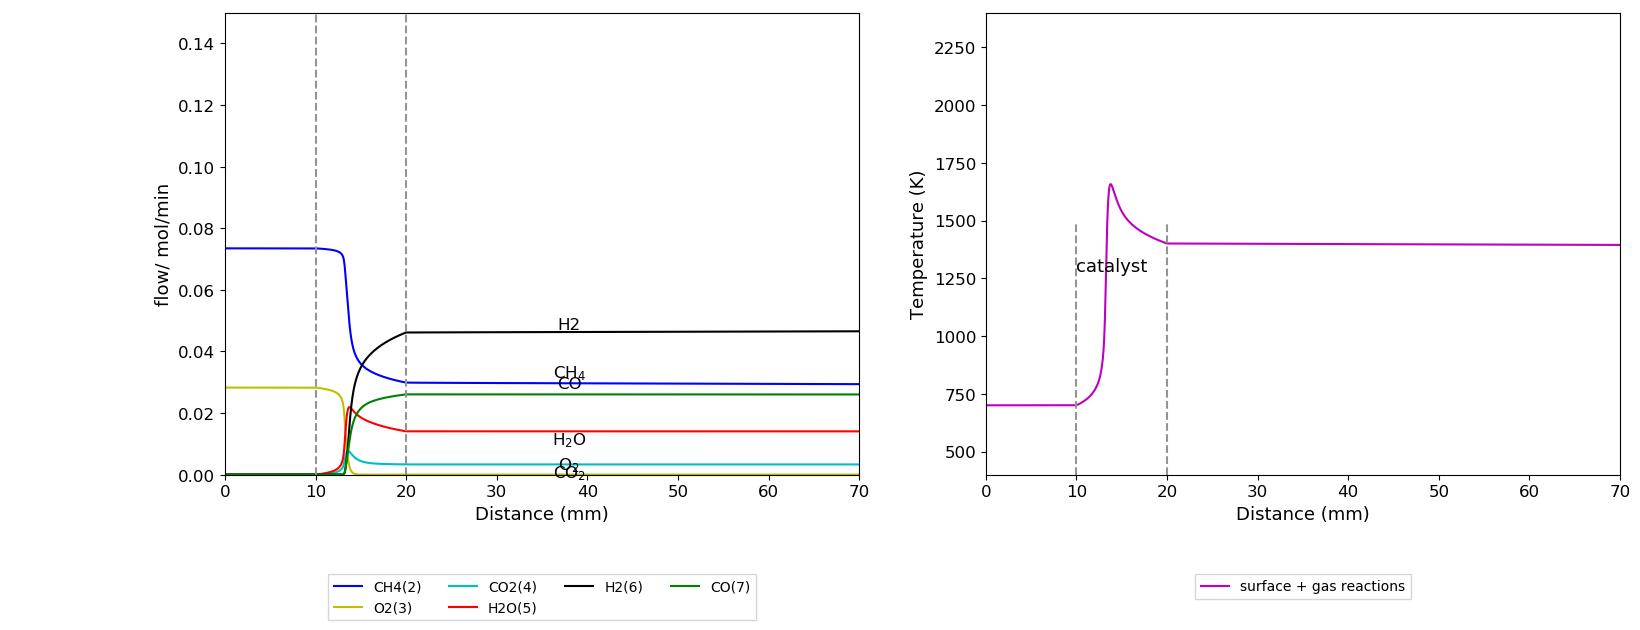 0.14
0.12
0.10
0.08
0.06
0.04
0.02
0.00
flow/ mol/min
H2
CH4
CO
H2O
O2
CO2
0 10 20 30 40 50 60 70
Distance (mm)
CH4(2) CO2(4) H2(6) CO(7)
O2(3) H2O(5)
2250
2000
1750
1500
1250
1000
750
500
Temperature (K)
catalyst
0 10 20 30 40 50 60 70
Distance (mm)
surface + gas reactions